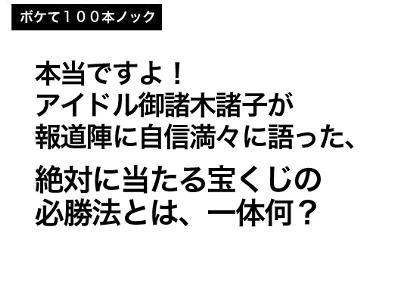 ボケて１００本ノック
本当ですよ！
アイドル御諸木諸子が
報道陣に自信満々に語った、
絶対に当たる宝くじの
必勝法とは、一体何？